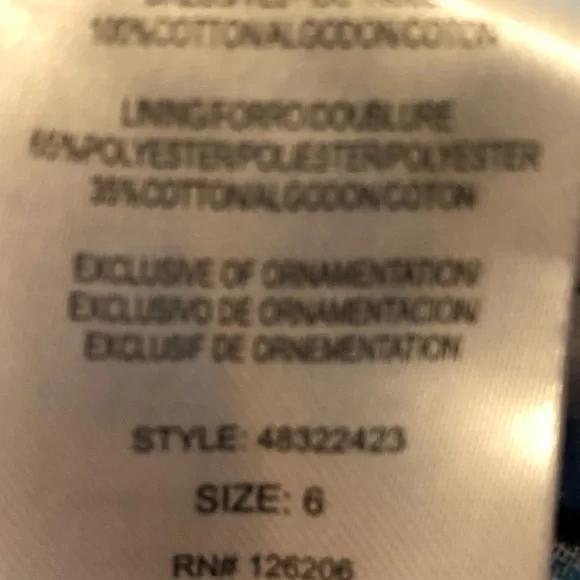 100%COTTON/ALGODON/COTON
LINING/FORRO/DOUBLURE
65%POLYESTER/POLIESTER/POLYESTER
35%COTTON/ALGODON/COTON
EXCLUSIVE OF ORNAMENTATION/
EXCLUSIVO DE ORNAMENTACION/
EXCLUSIF DE ORNEMENTATION
STYLE: 48322423
SIZE: 6
RN# 126206